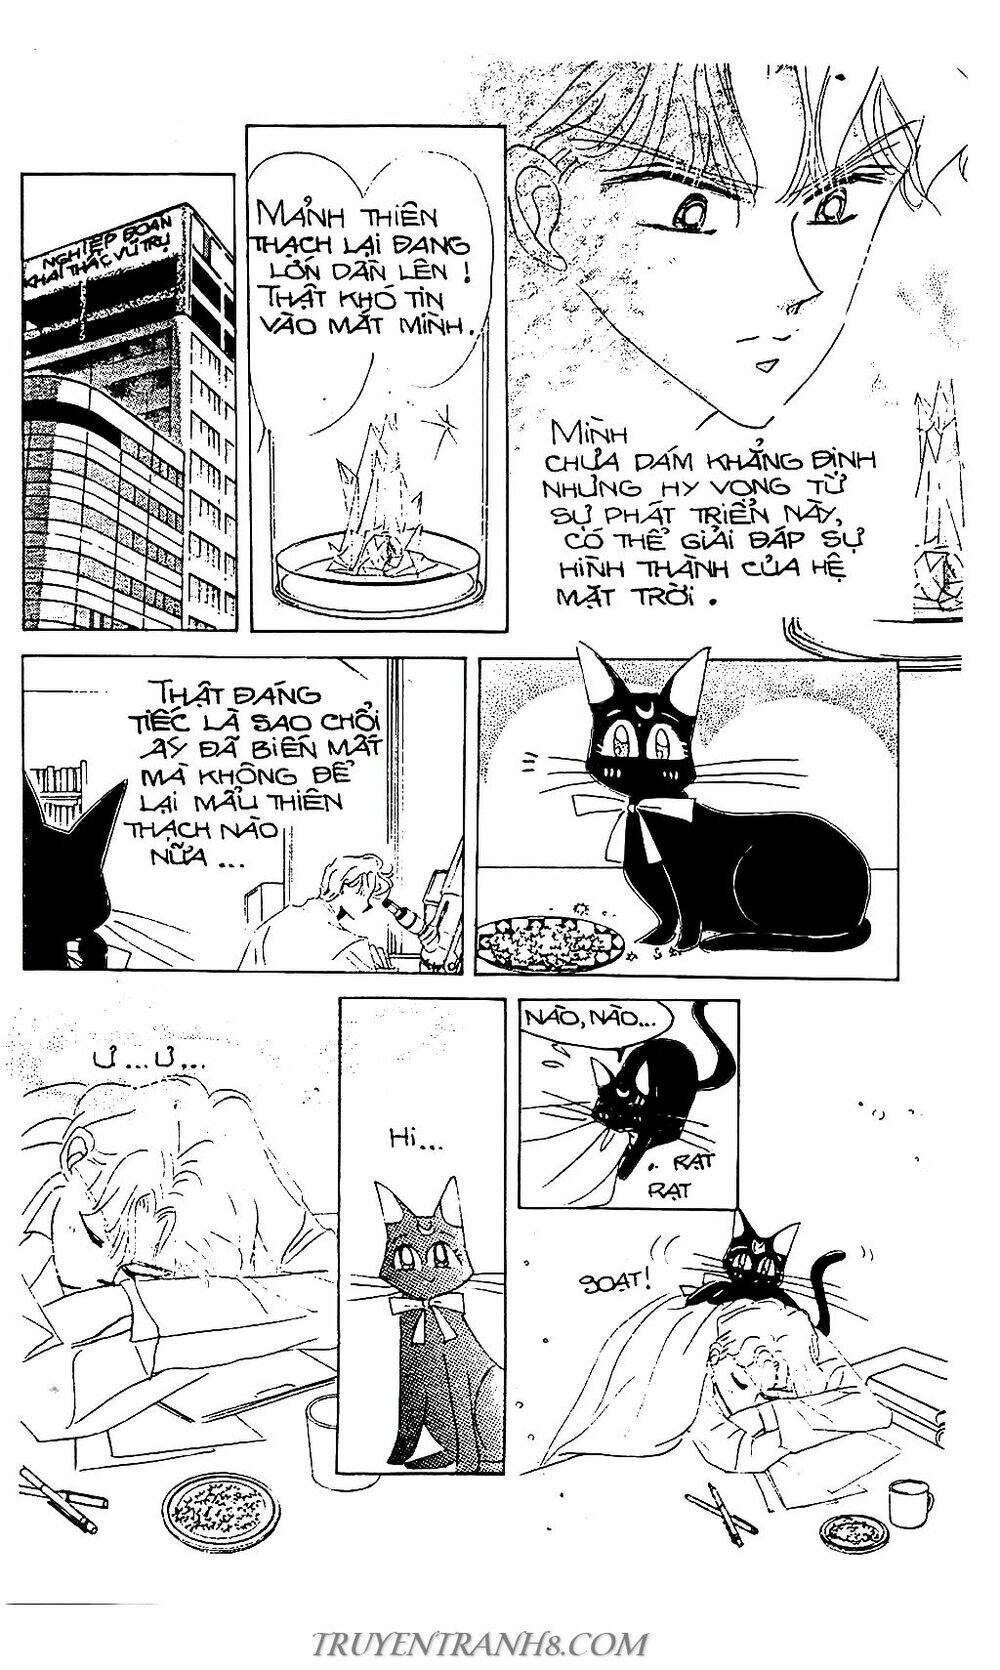 NGHIỆP ĐOÀN
KHAI THÁC VŨ TRỤ
MẢNH THIÊN
THẠCH LẠI ĐANG
LỚN DẦN LÊN !
THẬT KHÓ TIN
VÀO MẮT MÌNH.
MÌNH
CHƯA DÁM KHẲNG ĐỊNH
NHƯNG HY VỌNG TỪ
SỰ PHÁT TRIỂN NÀY,
CÓ THỂ GIẢI ĐÁP SỰ
HÌNH THÀNH CỦA HỆ
MẶT TRỜI .
THẬT ĐÁNG
TIẾC LÀ SAO CHỔI
ẤY ĐÃ BIẾN MẤT
MÀ KHÔNG ĐỂ
LẠI MẨU THIÊN
THẠCH NÀO
NỮA ...
Ư ... Ư ...
Hi ...
NÀO, NÀO...
RẠT
RẠT
SOẠT!
TRUYENTRANH8.COM